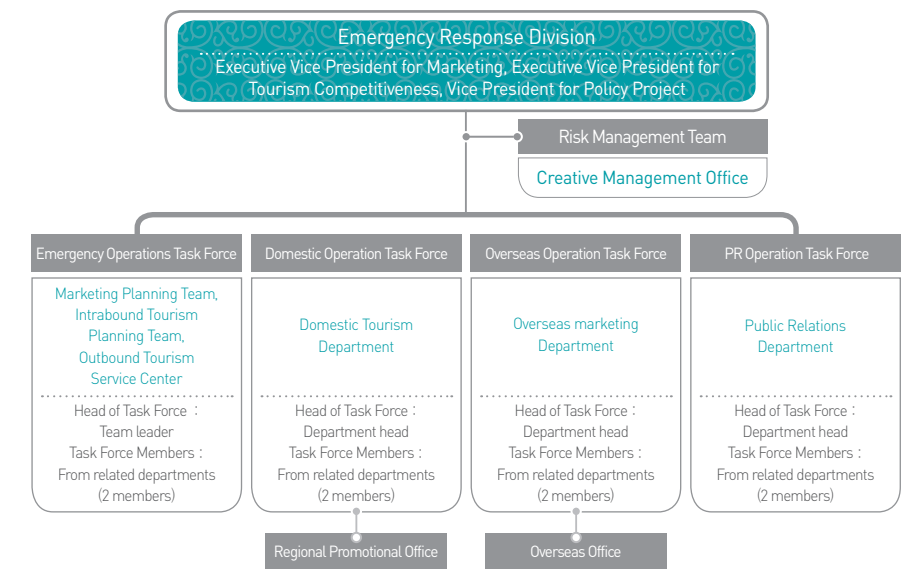 Emergency Response Division
Executive Vice President for Marketing, Executive Vice President for
Tourism Competitiveness, Vice President for Policy Project
Risk Management Team
Creative Management Office
Emergency Operations Task Force
Marketing Planning Team,
Intrabound Tourism
Planning Team,
Outbound Tourism
Service Center
Head of Task Force :
Team leader
Task Force Members :
From related departments
(2 members)
Domestic Operation Task Force
Domestic Tourism
Department
Head of Task Force :
Department head
Task Force Members :
From related departments
(2 members)
Regional Promotional Office
Overseas Operation Task Force
Overseas marketing
Department
Head of Task Force :
Department head
Task Force Members :
From related departments
(2 members)
Overseas Office
PR Operation Task Force
Public Relations
Department
Head of Task Force :
Department head
Task Force Members :
From related departments
(2 members)